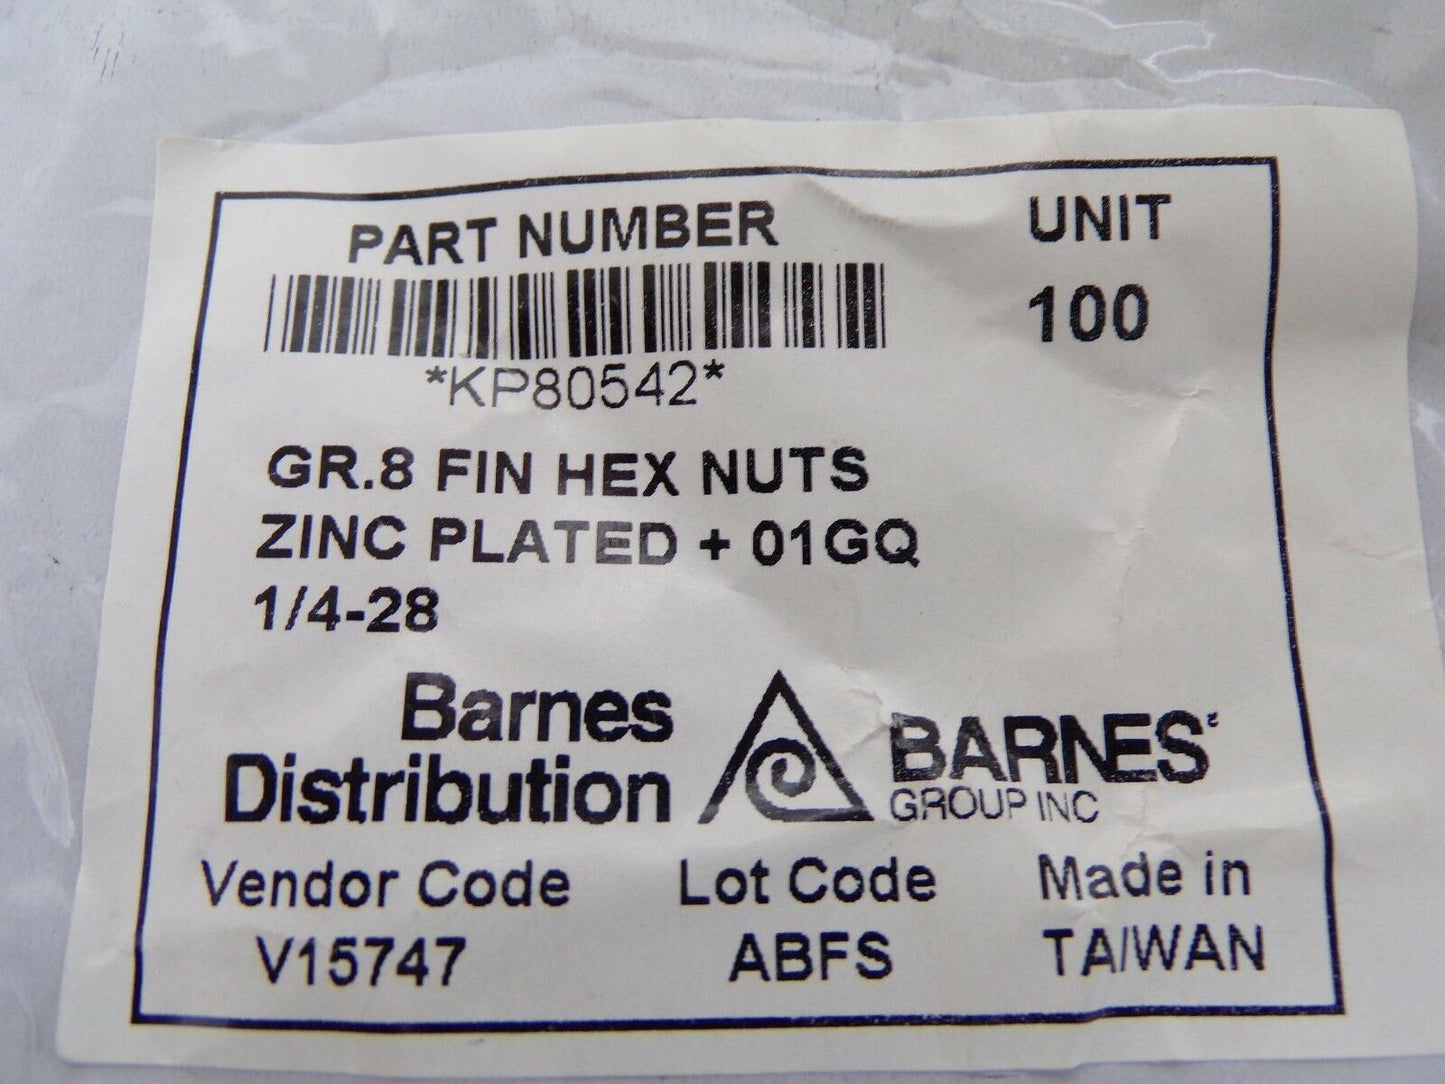 PART NUMBER
UNIT
100
*KP80542*
GR.8 FIN HEX NUTS
ZINC PLATED + 01GQ
1/4-28
Barnes
Distribution
BARNES
GROUP INC
Vendor Code
Lot Code
Made in
V15747
ABFS
TAIWAN